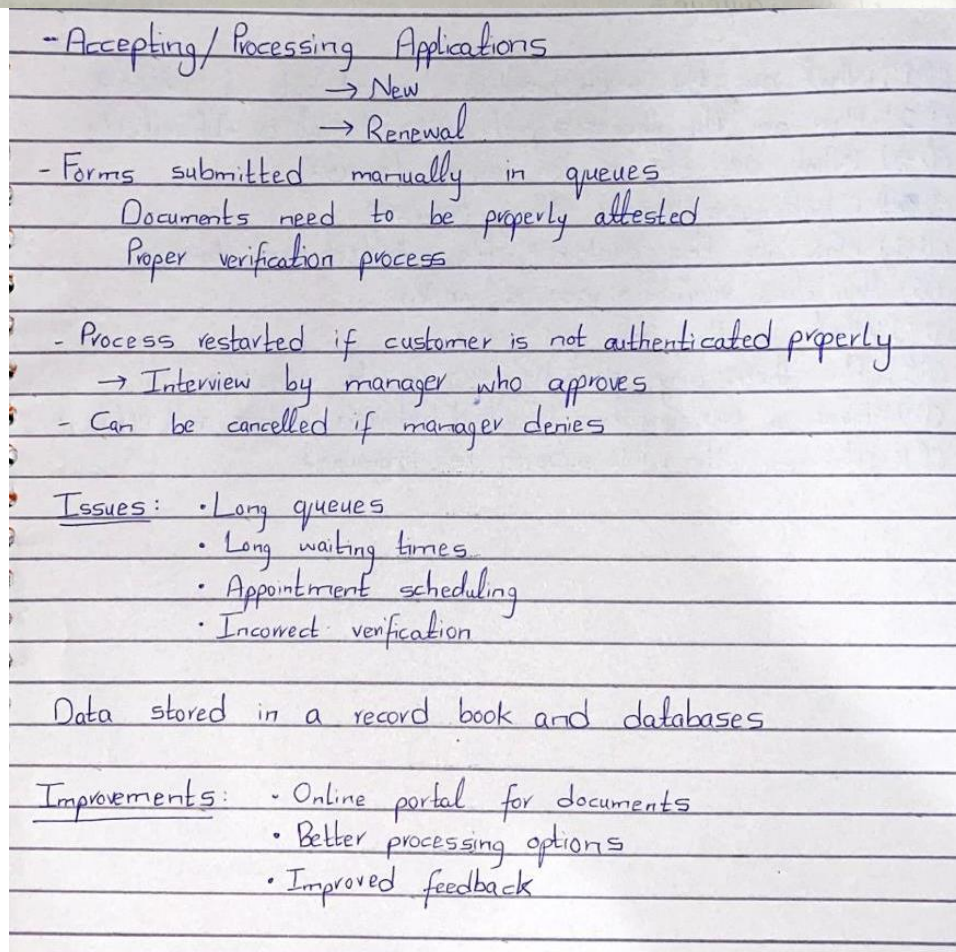 - Accepting/Processing Applications
→ New
→ Renewal
- Forms submitted manually in queues
Documents need to be properly attested
Proper verification process
- Process restarted if customer is not authenticated properly
→ Interview by manager who approves
- Can be cancelled if manager denies
Issues: • Long queues
• Long waiting times
• Appointment scheduling
• Incorrect verification
Data stored in a record book and databases
Improvements: • Online portal for documents
• Better processing options
• Improved feedback